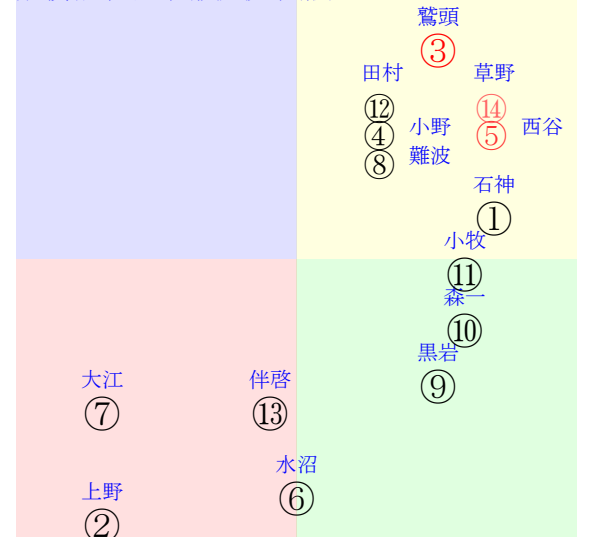 鷲頭
③
田村 草野
⑫ ⑭
④ 小野 ⑤ 西谷
⑧ 難波
石神
①
小牧
⑪
森一
⑩
黒岩
⑨
大江 伴啓
⑦ ⑬
水沼
⑥
上野
②